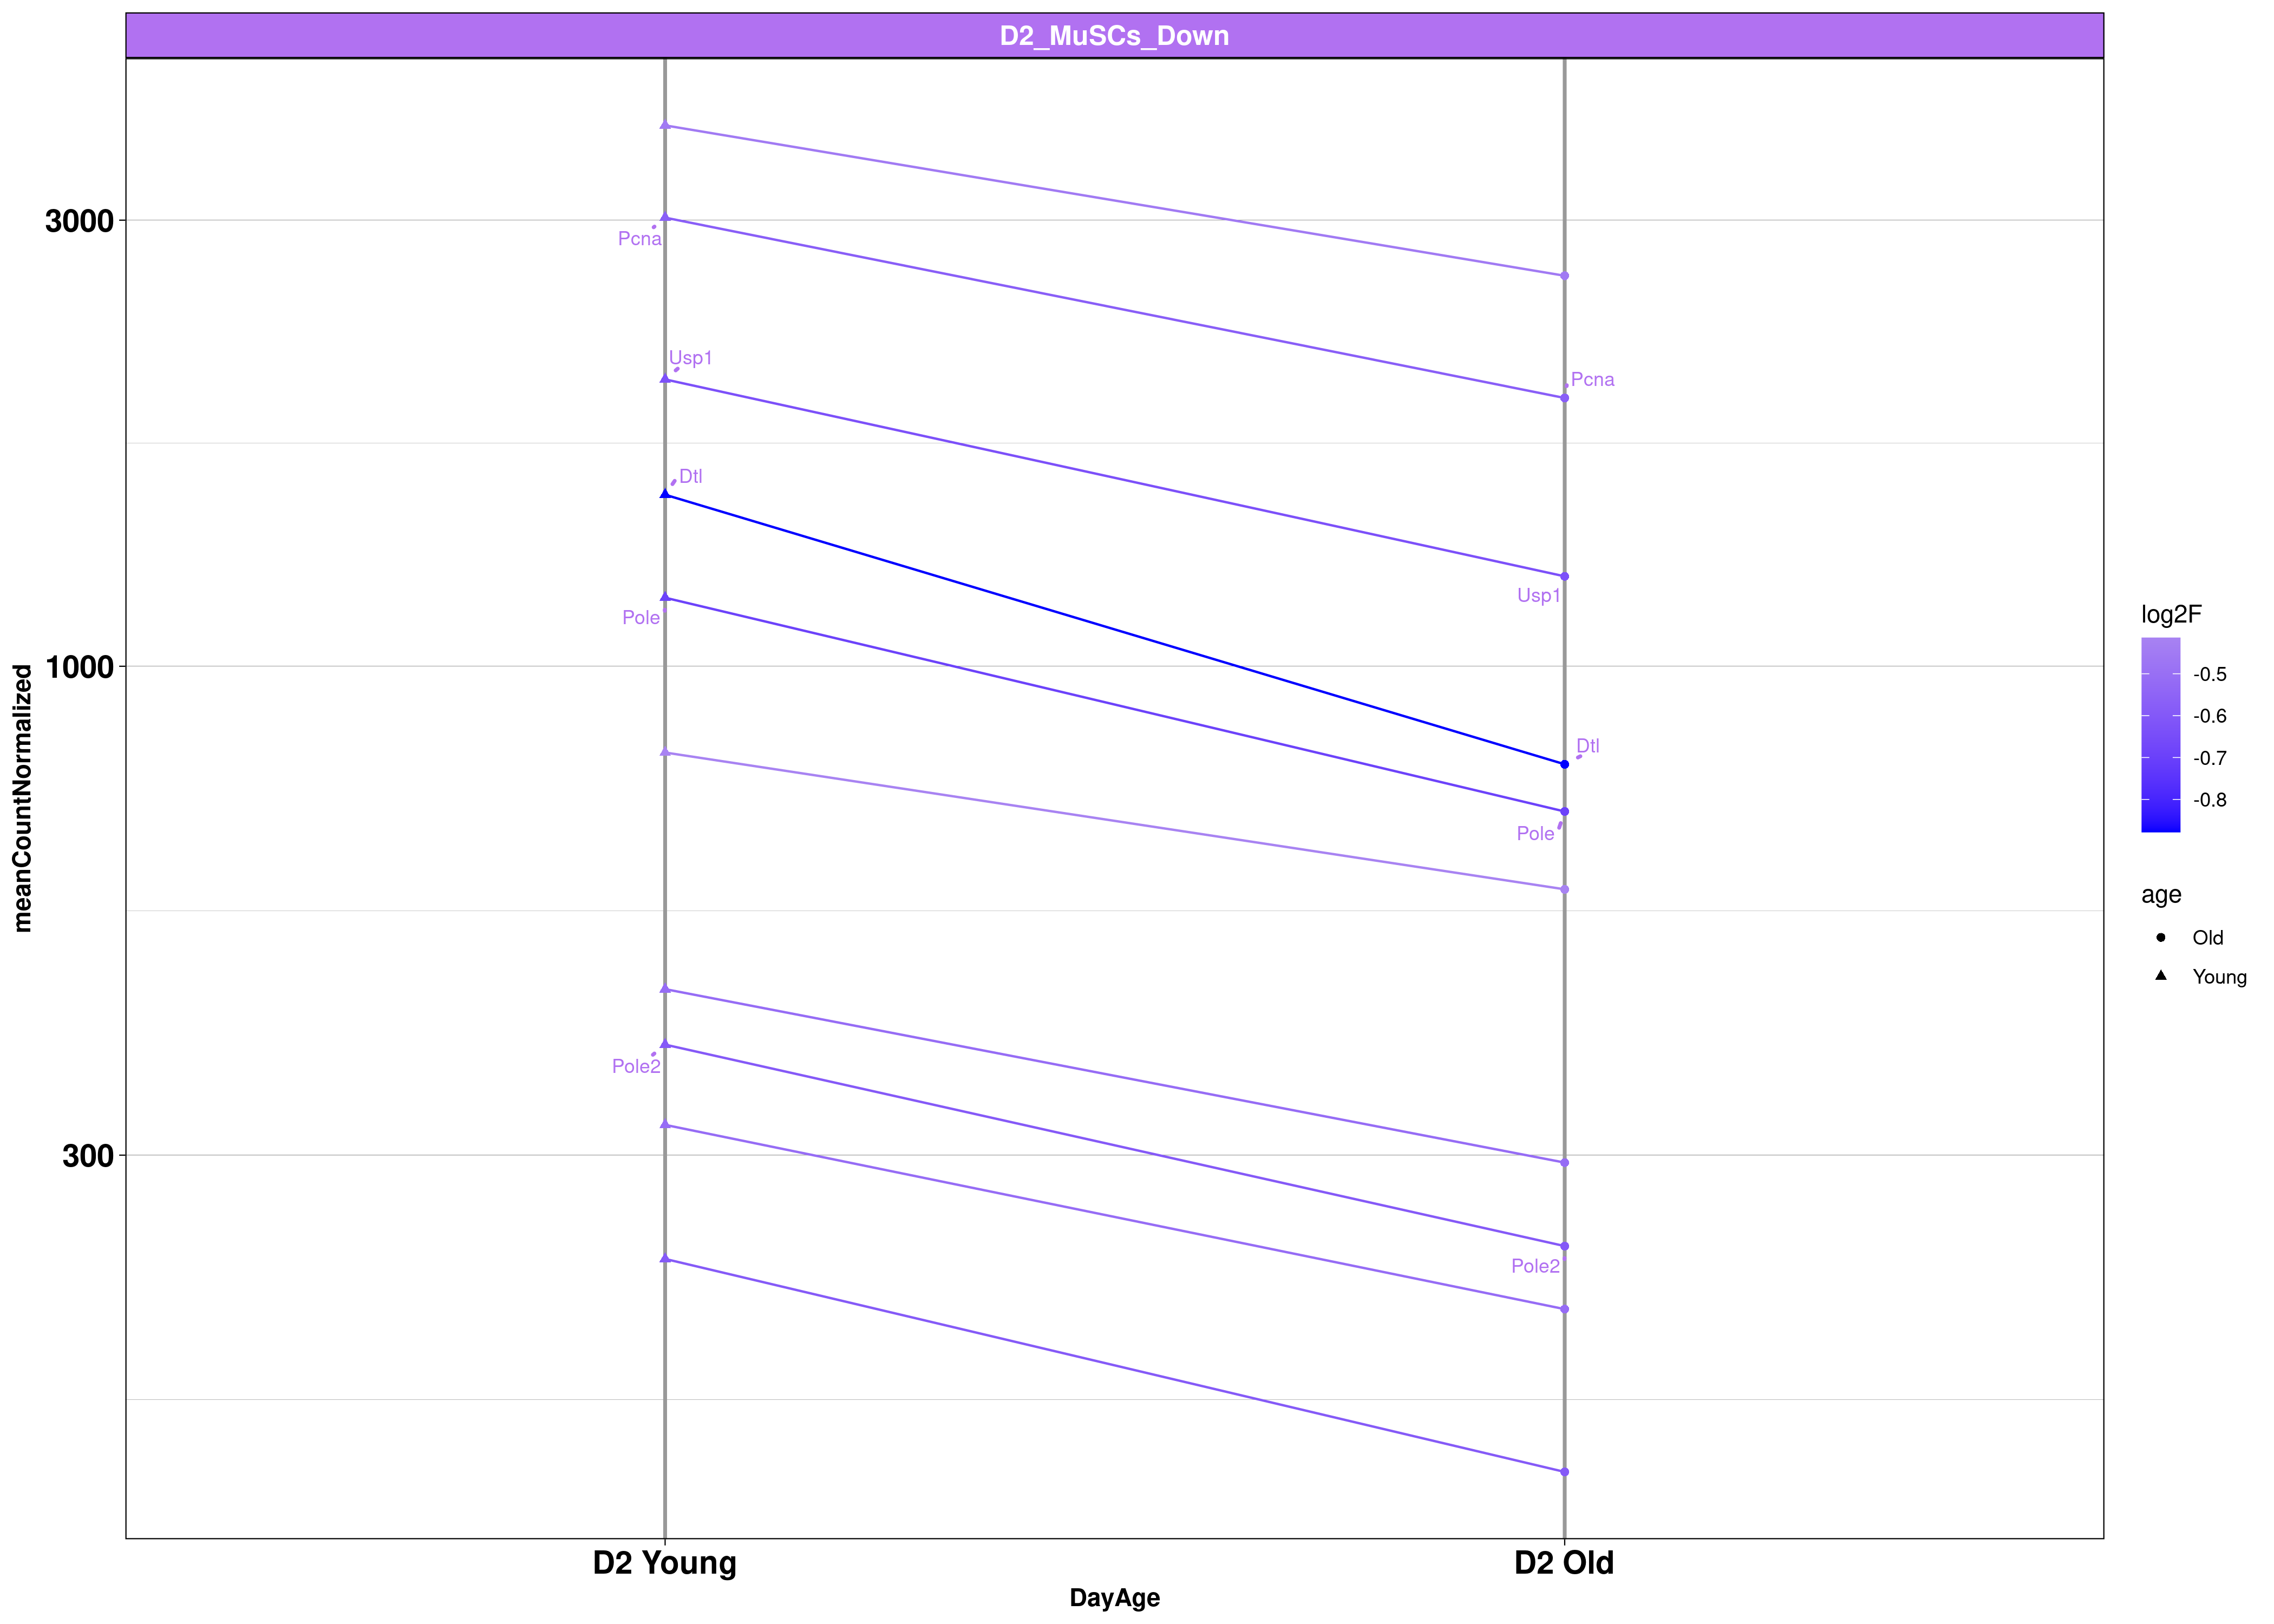 D2_MuSCs_Down
meanCountNormalized
3000
1000
300
Pcna
Usp1
Dtl
Pole
Pole2
Pcna
Usp1
Dtl
Pole
Pole2
D2 Young
D2 Old
DayAge
log2F
-0.5
-0.6
-0.7
-0.8
age
Old
Young